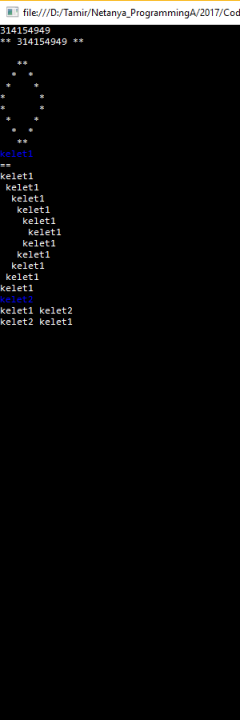 file:///D:/Tamir/Netanya_ProgrammingA/2017/Cod
314154949
** 314154949 **
**
*  *
*    *
*      *
*      *
*    *
*  *
**
kelet1
==
kelet1
kelet1
kelet1
kelet1
kelet1
kelet1
kelet1
kelet1
kelet1
kelet1
kelet1
kelet2
kelet1 kelet2
kelet2 kelet1